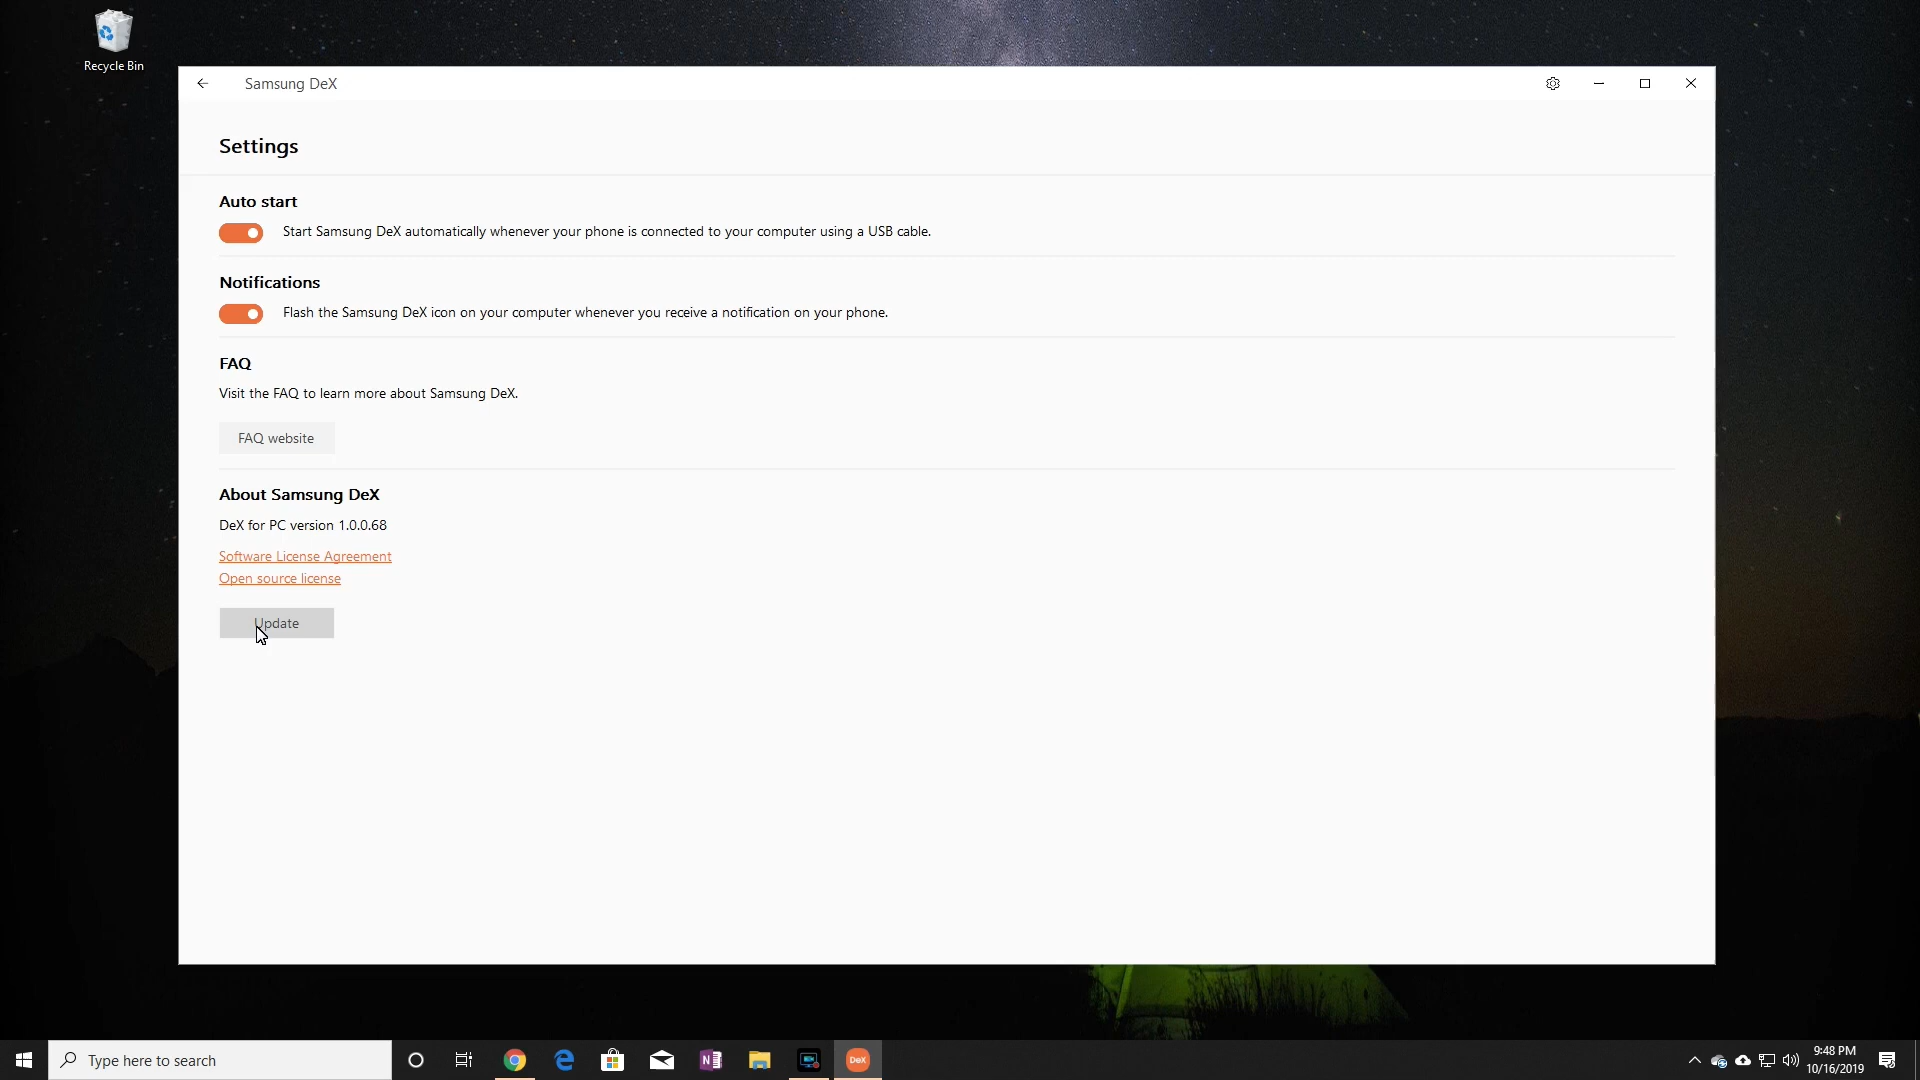 Recycle Bin
Samsung DeX
Settings
Auto start
Start Samsung DeX automatically whenever your phone is connected to your computer using a USB cable.
Notifications
Flash the Samsung DeX icon on your computer whenever you receive a notification on your phone.
FAQ
Visit the FAQ to learn more about Samsung DeX.
FAQ website
About Samsung DeX
DeX for PC version 1.0.0.68
Software License Agreement
Open source license
Update
Type here to search
N
DeX
9:48 PM
10/16/2019